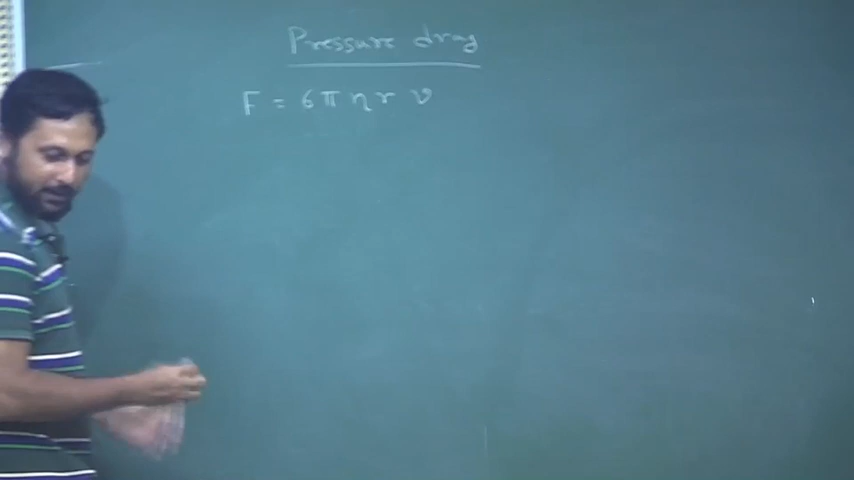 Pressure drag
F = 6 π η r v